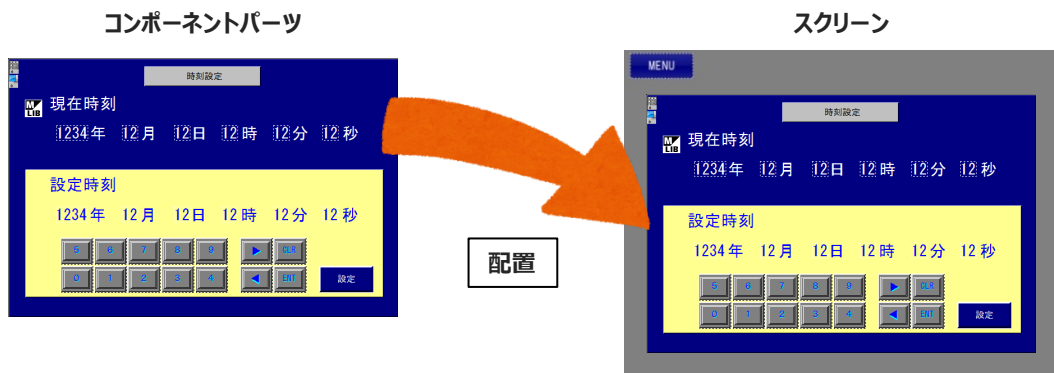 コンポーネントパーツ
スクリーン
時刻設定
M LIB
現在時刻
1234年 12月 12日 12時 12分 12秒
設定時刻
1234年 12月 12日 12時 12分 12秒
5 6 7 8 9 ▶ CLR
0 1 2 3 4 ◀ ENT 設定
配置
MENU
時刻設定
M LIB
現在時刻
1234年 12月 12日 12時 12分 12秒
設定時刻
1234年 12月 12日 12時 12分 12秒
5 6 7 8 9 ▶ CLR
0 1 2 3 4 ◀ ENT 設定